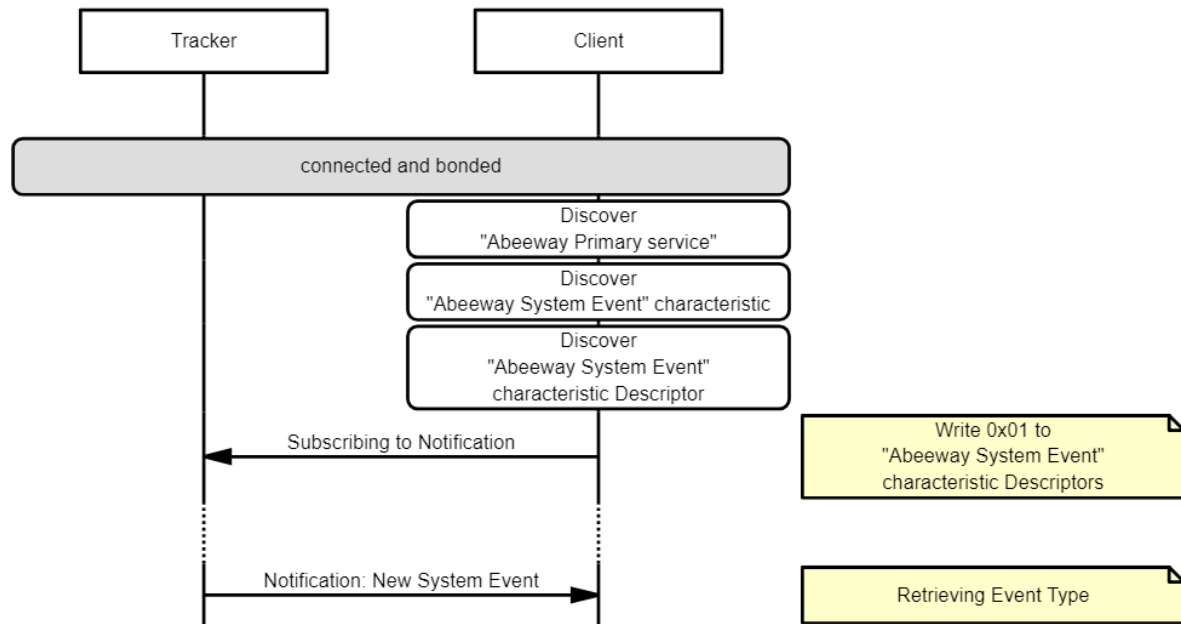 Tracker
Client
connected and bonded
Discover
"Abeeway Primary service"
Discover
"Abeeway System Event" characteristic
Discover
"Abeeway System Event"
characteristic Descriptor
Subscribing to Notification
Write 0x01 to
"Abeeway System Event"
characteristic Descriptors
Notification: New System Event
Retrieving Event Type